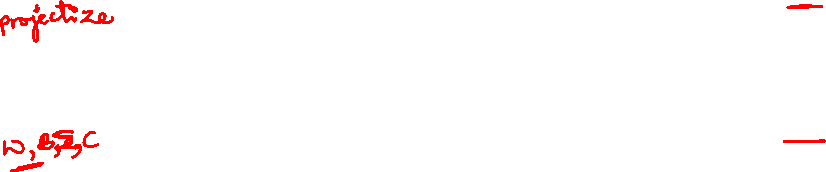 projectize —
W, B, Σ, C —